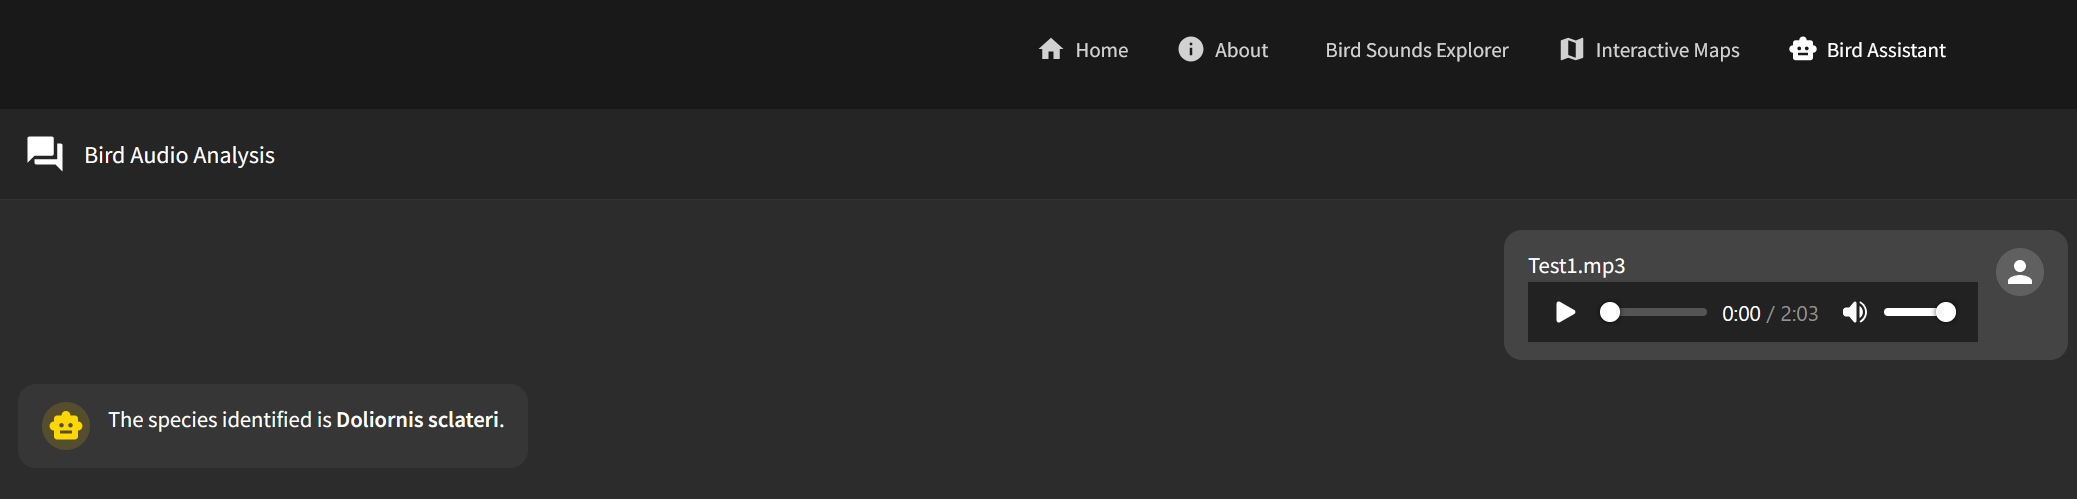 Home About Bird Sounds Explorer Interactive Maps Bird Assistant
Bird Audio Analysis
Test1.mp3
0:00 / 2:03
The species identified is Doliornis sclateri.